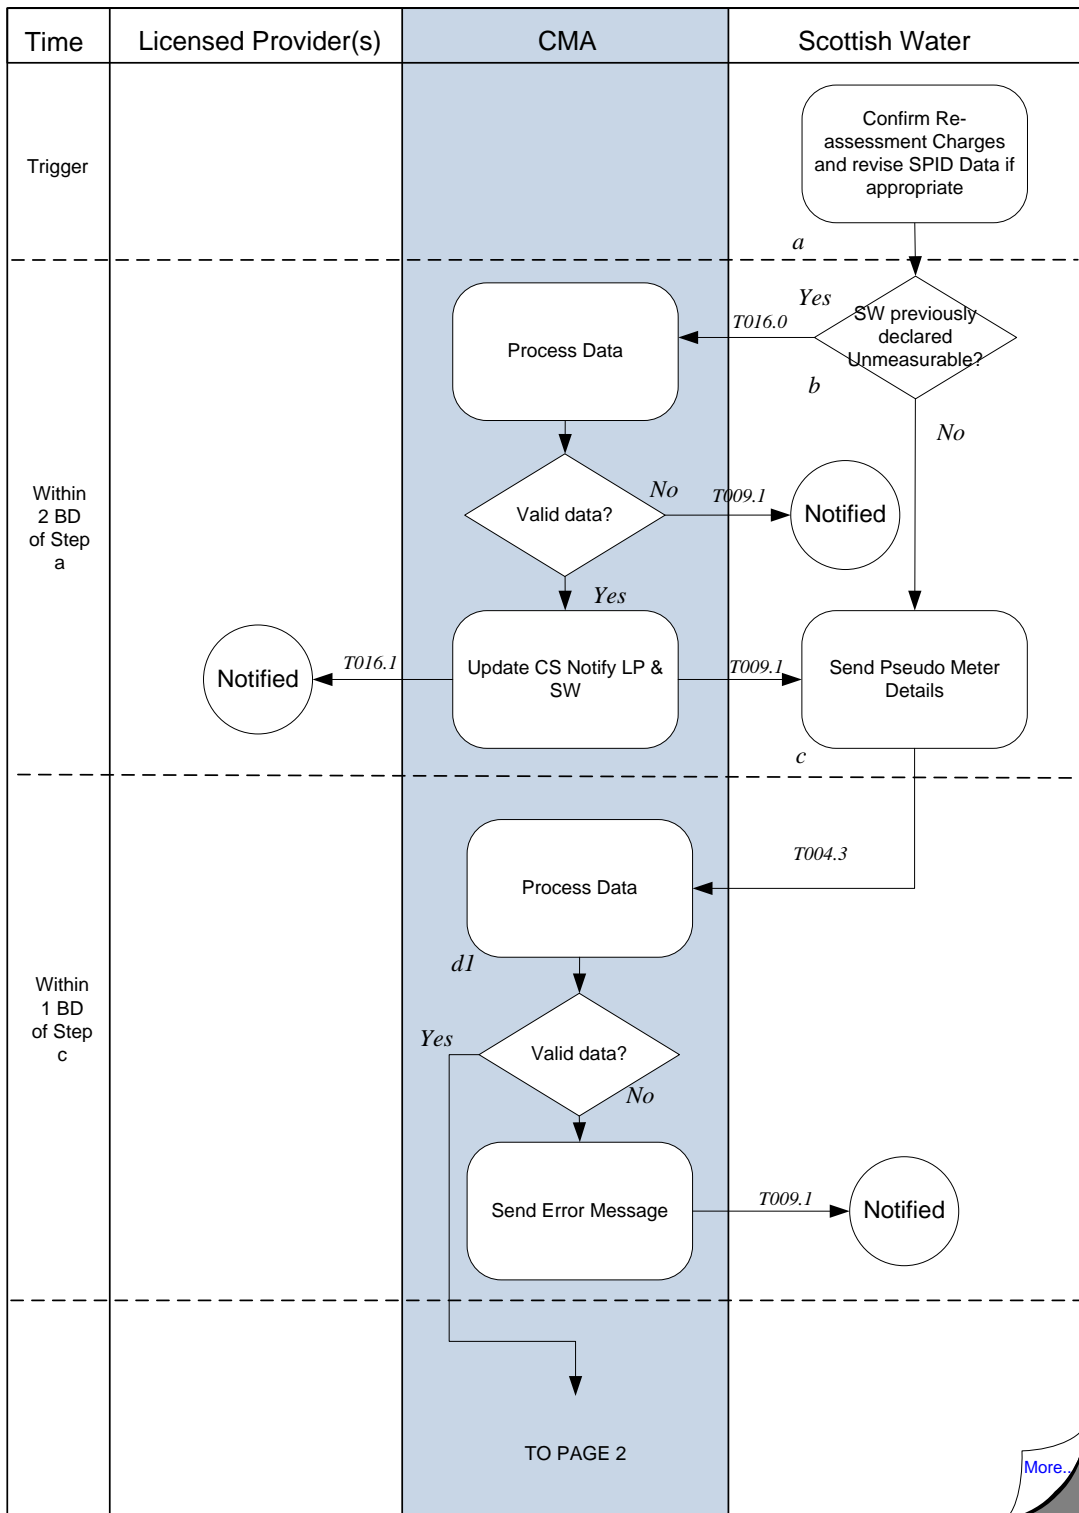 Time
Licensed Provider(s)
CMA
Scottish Water
Trigger
Confirm Re-
assessment Charges
and revise SPID Data if
appropriate
a
Yes
T016.0
SW previously
declared
Unmeasurable?
b
No
Process Data
Within
2 BD
of Step
a
Valid data?
No
T009.1
Notified
Yes
Notified
T016.1
Update CS Notify LP &
SW
T009.1
Send Pseudo Meter
Details
c
Within
1 BD
of Step
c
Process Data
T004.3
d1
Yes
Valid data?
No
Send Error Message
T009.1
Notified
TO PAGE 2
More..